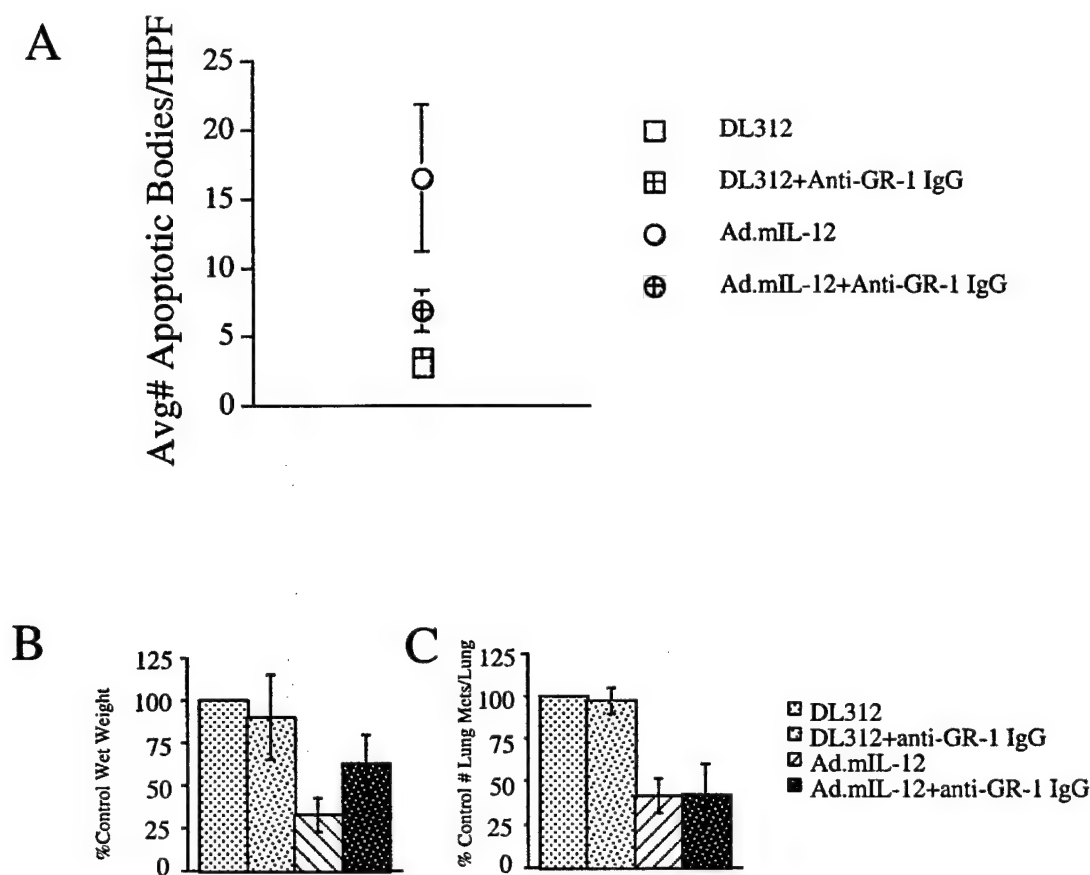 A
Avg# Apoptotic Bodies/HPF
25
20
15
10
5
0
DL312
DL312+Anti-GR-1 IgG
Ad.mIL-12
Ad.mIL-12+Anti-GR-1 IgG
B
%Control Wet Weight
125
100
75
50
25
0
C
% Control # Lung Mets/Lung
125
100
75
50
25
0
DL312
DL312+anti-GR-1 IgG
Ad.mIL-12
Ad.mIL-12+anti-GR-1 IgG